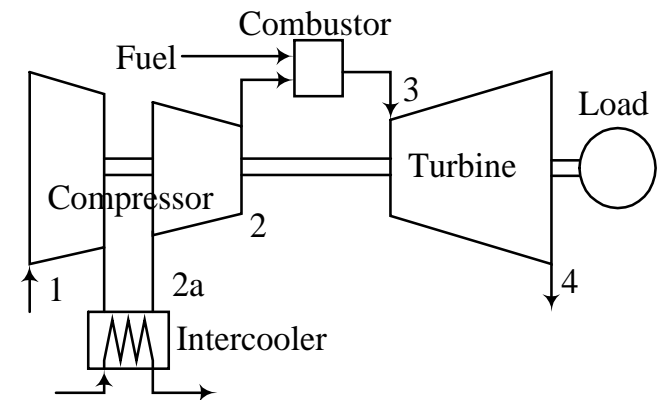 Combustor
Fuel
3
Load
Turbine
Compressor
2
1
2a
4
Intercooler